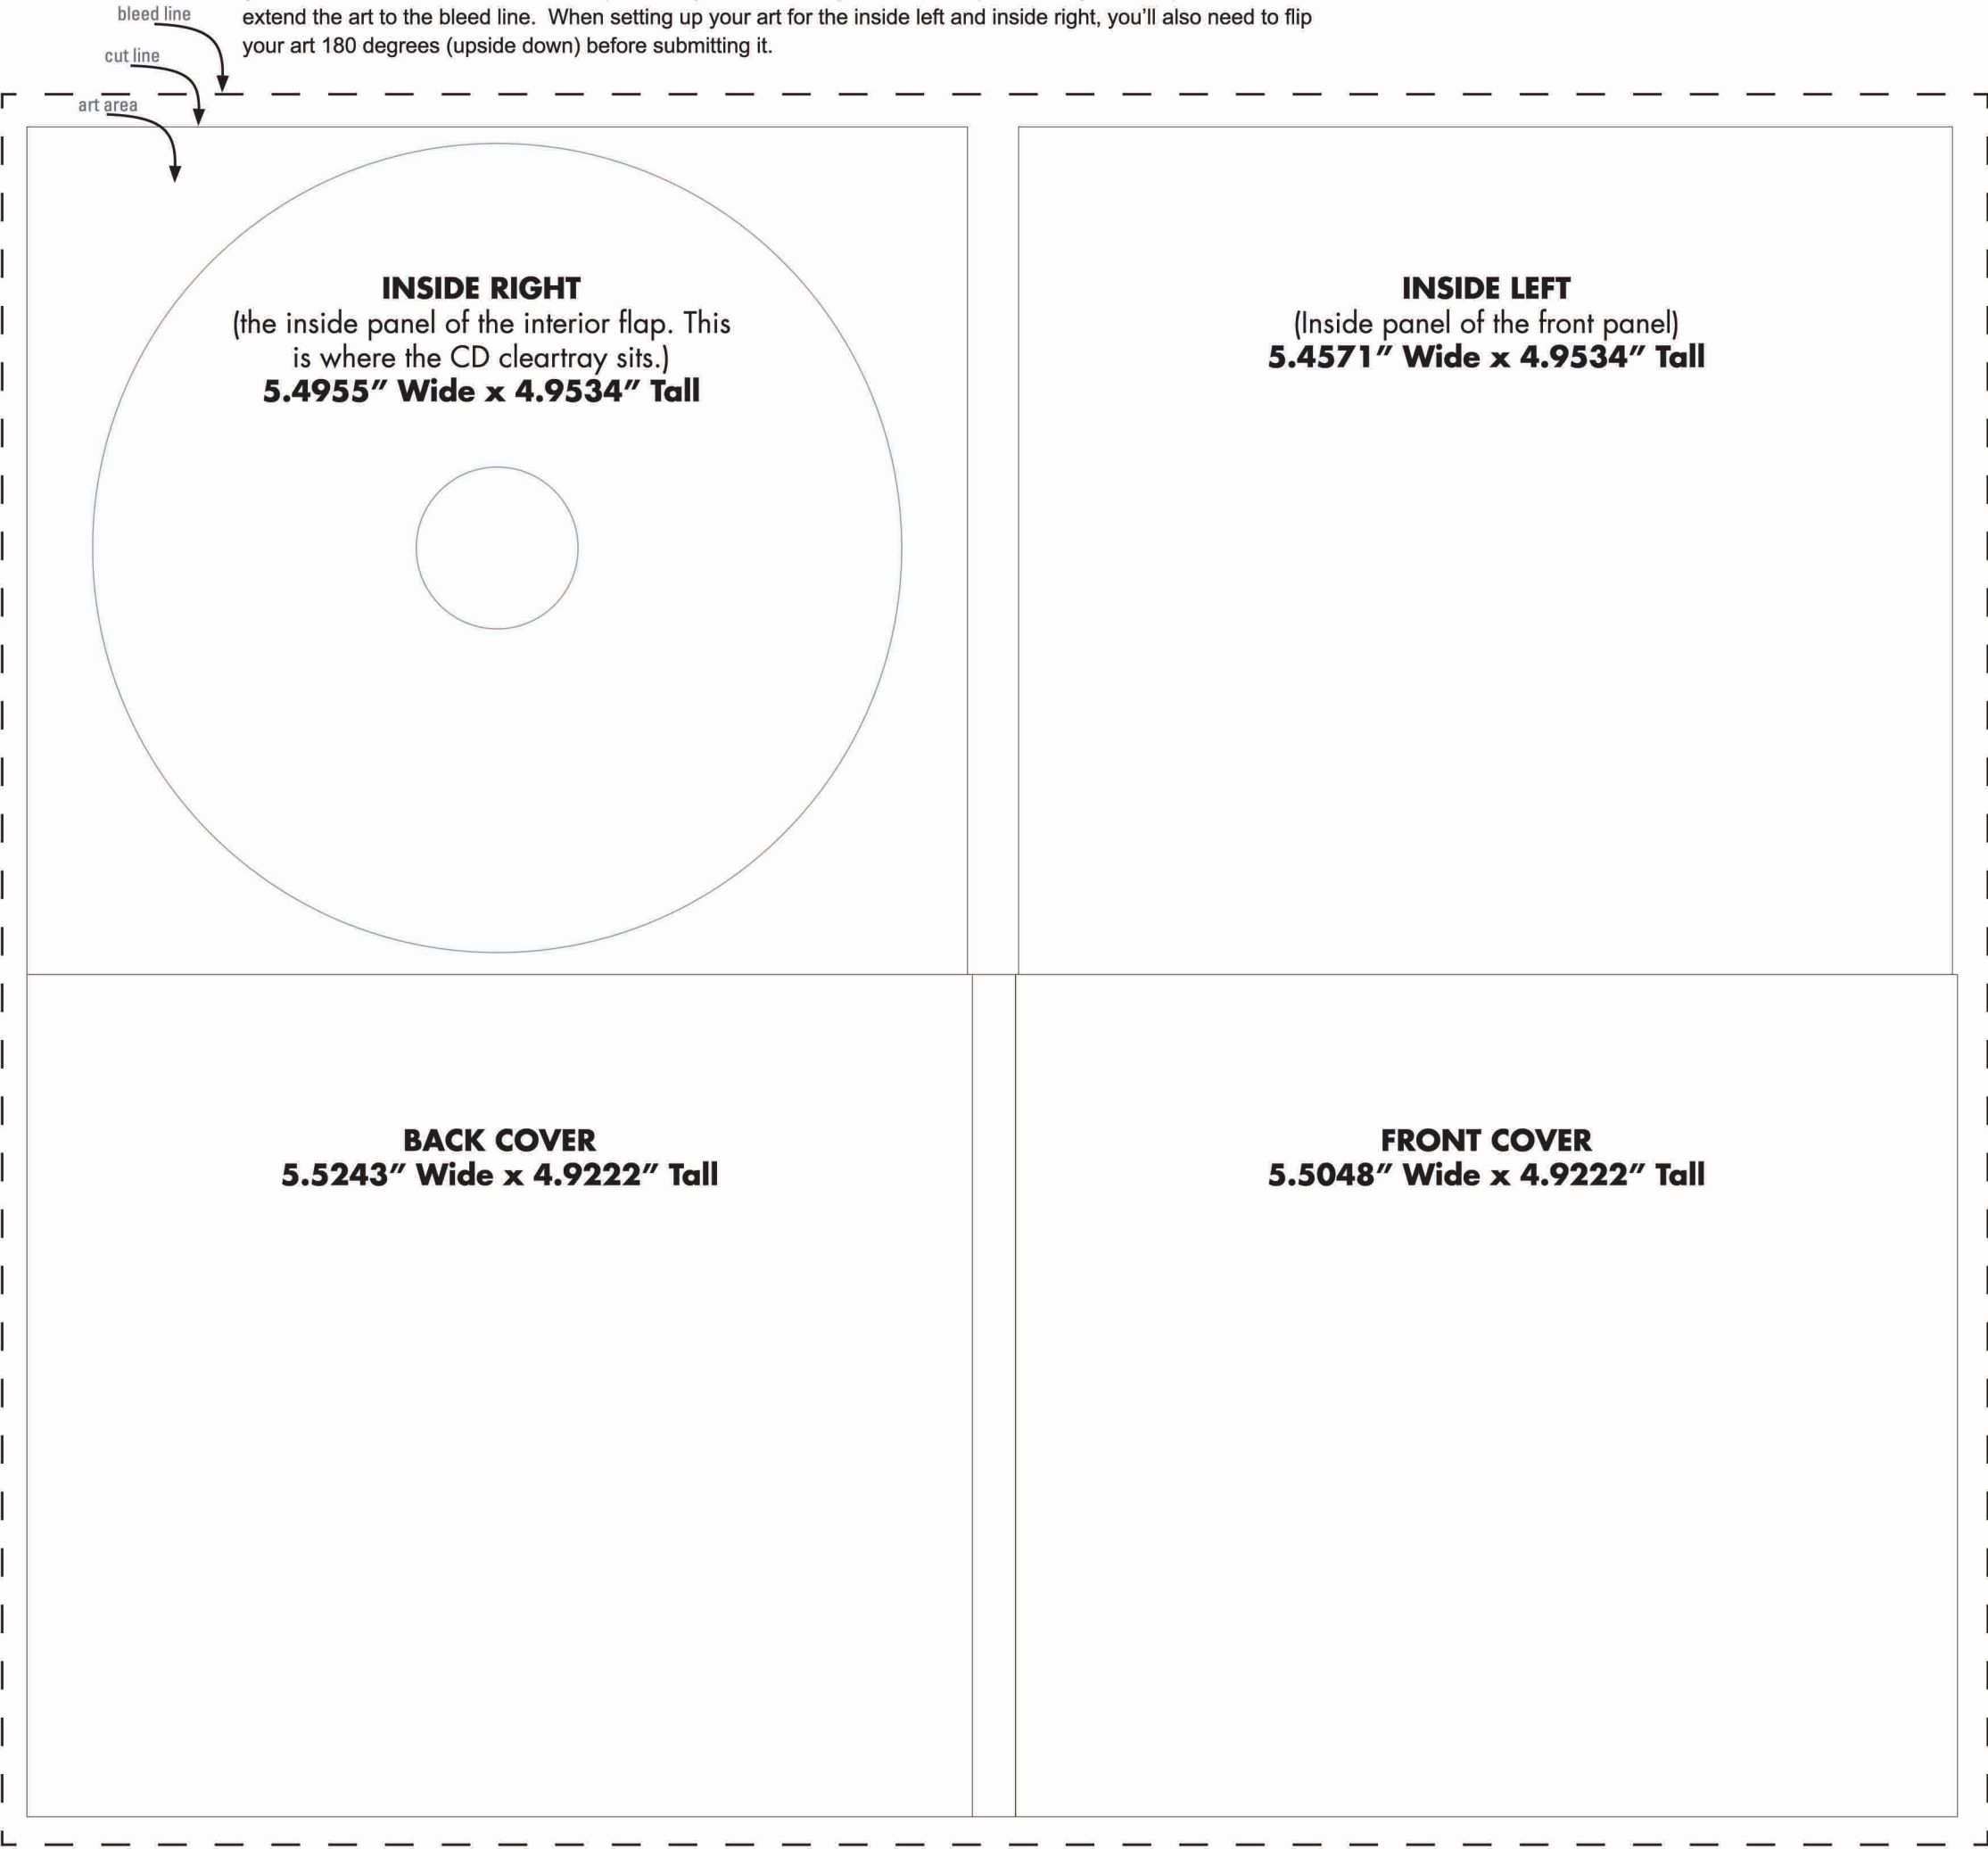 bleed line
extend the art to the bleed line.  When setting up your art for the inside left and inside right, you'll also need to flip
your art 180 degrees (upside down) before submitting it.
cut line
art area
INSIDE RIGHT
(the inside panel of the interior flap. This
is where the CD cleartray sits.)
5.4955″ Wide x 4.9534″ Tall
INSIDE LEFT
(Inside panel of the front panel)
5.4571″ Wide x 4.9534″ Tall
BACK COVER
5.5243″ Wide x 4.9222″ Tall
FRONT COVER
5.5048″ Wide x 4.9222″ Tall